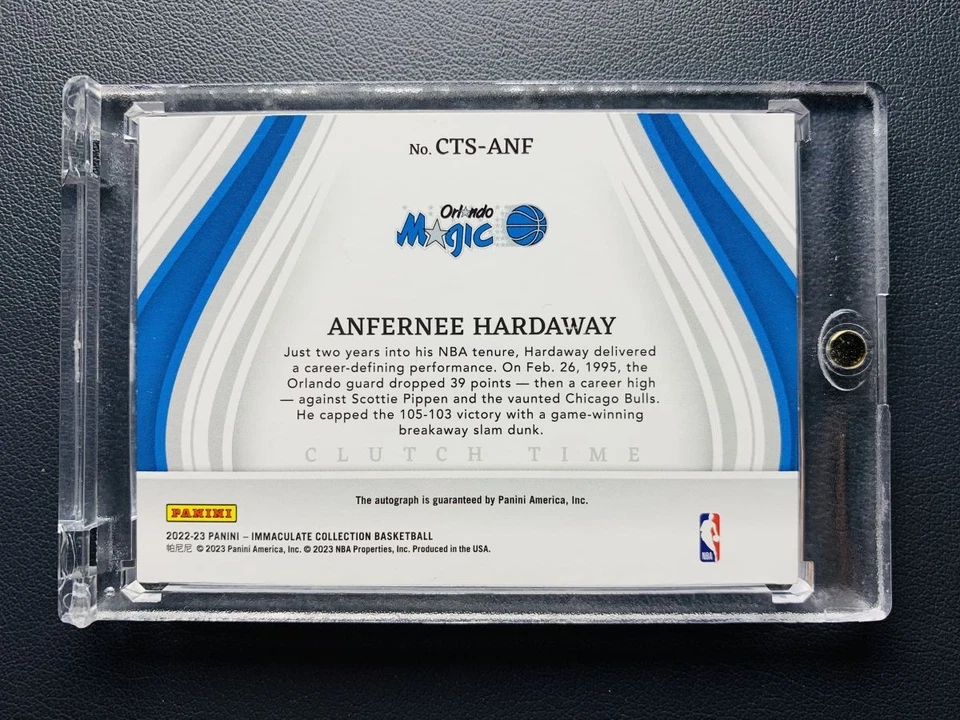 No. CTS-ANF
Orlando
Magic
ANFERNEE HARDAWAY
Just two years into his NBA tenure, Hardaway delivered
a career-defining performance. On Feb. 26, 1995, the
Orlando guard dropped 39 points — then a career high
— against Scottie Pippen and the vaunted Chicago Bulls.
He capped the 105-103 victory with a game-winning
breakaway slam dunk.
CLUTCH TIME
The autograph is guaranteed by Panini America, Inc.
PANINI
2022-23 PANINI – IMMACULATE COLLECTION BASKETBALL
帕尼尼 © 2023 Panini America, Inc. © 2023 NBA Properties, Inc. Produced in the USA.
NBA